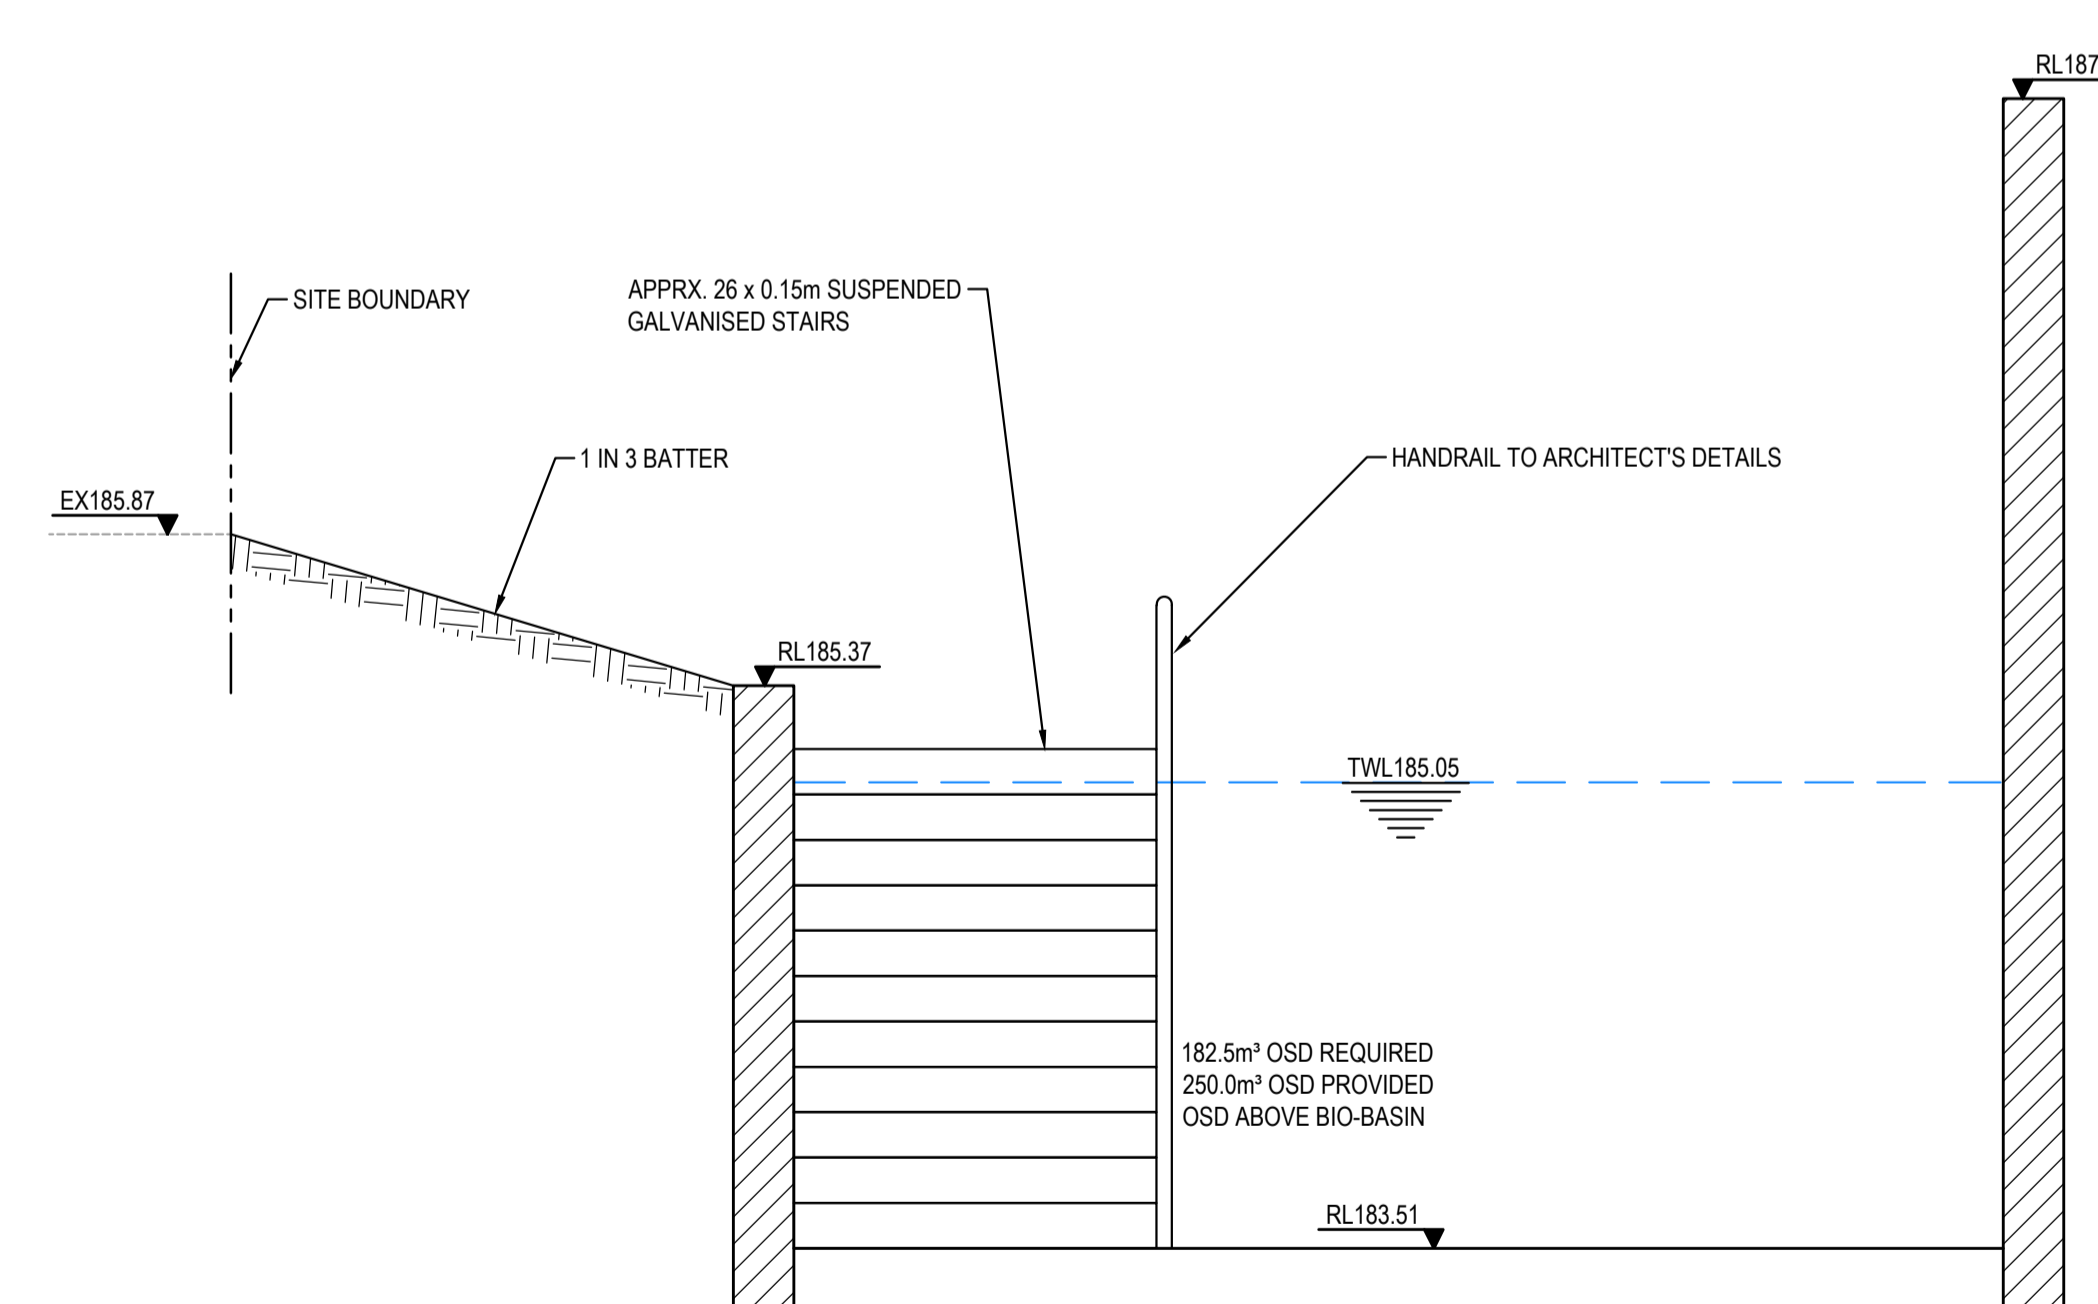 RL187
SITE BOUNDARY
APPRX. 26 x 0.15m SUSPENDED
GALVANISED STAIRS
1 IN 3 BATTER
HANDRAIL TO ARCHITECT'S DETAILS
EX185.87
RL185.37
TWL185.05
182.5m³ OSD REQUIRED
250.0m³ OSD PROVIDED
OSD ABOVE BIO-BASIN
RL183.51